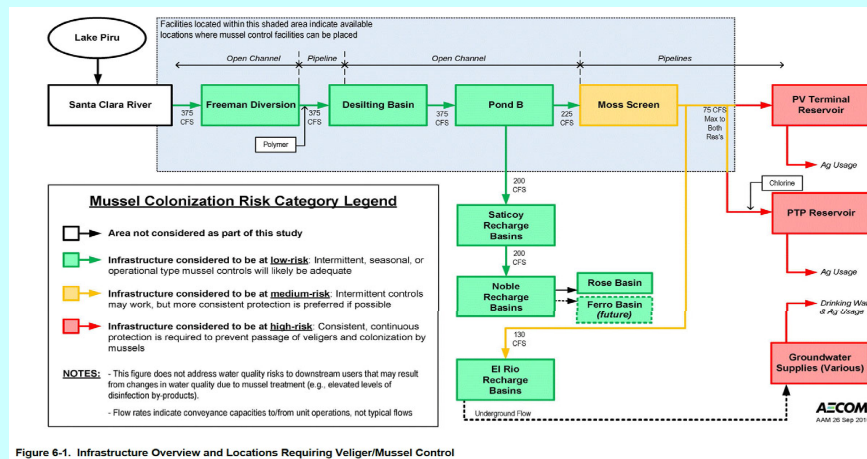 Facilities located within this shaded area indicate available
locations where mussel control facilities can be placed
Lake Piru
Open Channel
Pipeline
Open Channel
Pipelines
Santa Clara River
375
CFS
Freeman Diversion
375
CFS
Desilting Basin
375
CFS
Pond B
225
CFS
Moss Screen
75 CFS
Max to
Both
Res's
PV Terminal
Reservoir
Polymer
Ag Usage
Chlorine
PTP Reservoir
Ag Usage
200
CFS
Saticoy
Recharge
Basins
200
CFS
Noble
Recharge
Basins
Rose Basin
Ferro Basin
(future)
130
CFS
El Rio
Recharge
Basins
Underground Flow
Drinking Wa
& Ag Usage
Groundwater
Supplies (Various)
Mussel Colonization Risk Category Legend
Area not considered as part of this study
Infrastructure considered to be at low-risk: Intermittent, seasonal, or
operational type mussel controls will likely be adequate
Infrastructure considered to be at medium-risk: Intermittent controls
may work, but more consistent protection is preferred if possible
Infrastructure considered to be at high-risk: Consistent, continuous
protection is required to prevent passage of veligers and colonization by
mussels
NOTES: - This figure does not address water quality risks to downstream users that may result
from changes in water quality due to mussel treatment (e.g., elevated levels of
disinfection by-products).
- Flow rates indicate conveyance capacities to/from unit operations, not typical flows
AECOM
AAM 26 Sep 201
Figure 6-1. Infrastructure Overview and Locations Requiring Veliger/Mussel Control